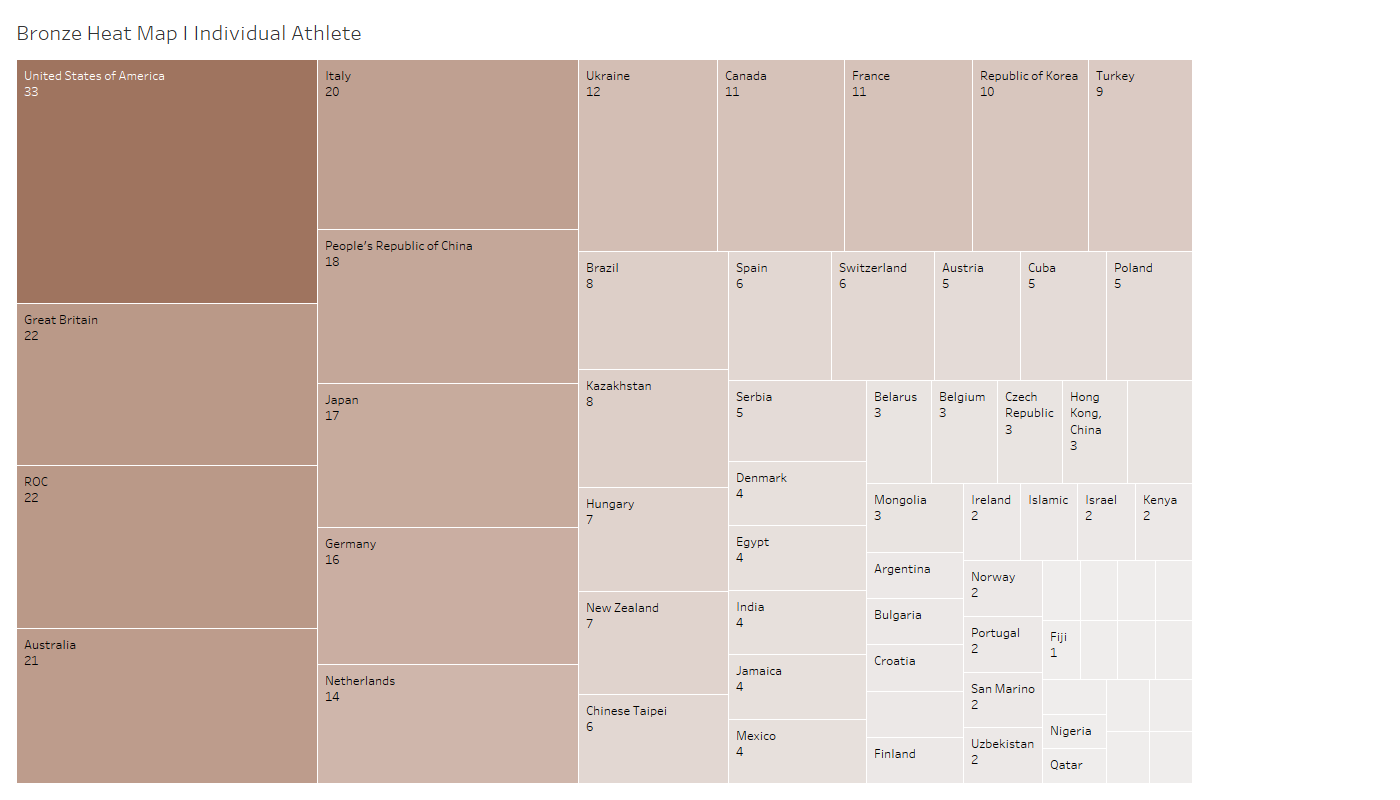 Bronze Heat Map I Individual Athlete
United States of America
33
Great Britain
22
ROC
22
Australia
21
Italy
20
People's Republic of China
18
Japan
17
Germany
16
Netherlands
14
Ukraine
12
Canada
11
France
11
Republic of Korea
10
Turkey
9
Brazil
8
Kazakhstan
8
Hungary
7
New Zealand
7
Chinese Taipei
6
Spain
6
Switzerland
6
Austria
5
Cuba
5
Poland
5
Serbia
5
Denmark
4
Egypt
4
India
4
Jamaica
4
Mexico
4
Belarus
3
Belgium
3
Czech
Republic
3
Hong
Kong,
China
3
Mongolia
3
Argentina
Bulgaria
Croatia
Finland
Ireland
2
Islamic
Israel
2
Kenya
2
Norway
2
Portugal
2
San Marino
2
Uzbekistan
2
Fiji
1
Nigeria
Qatar